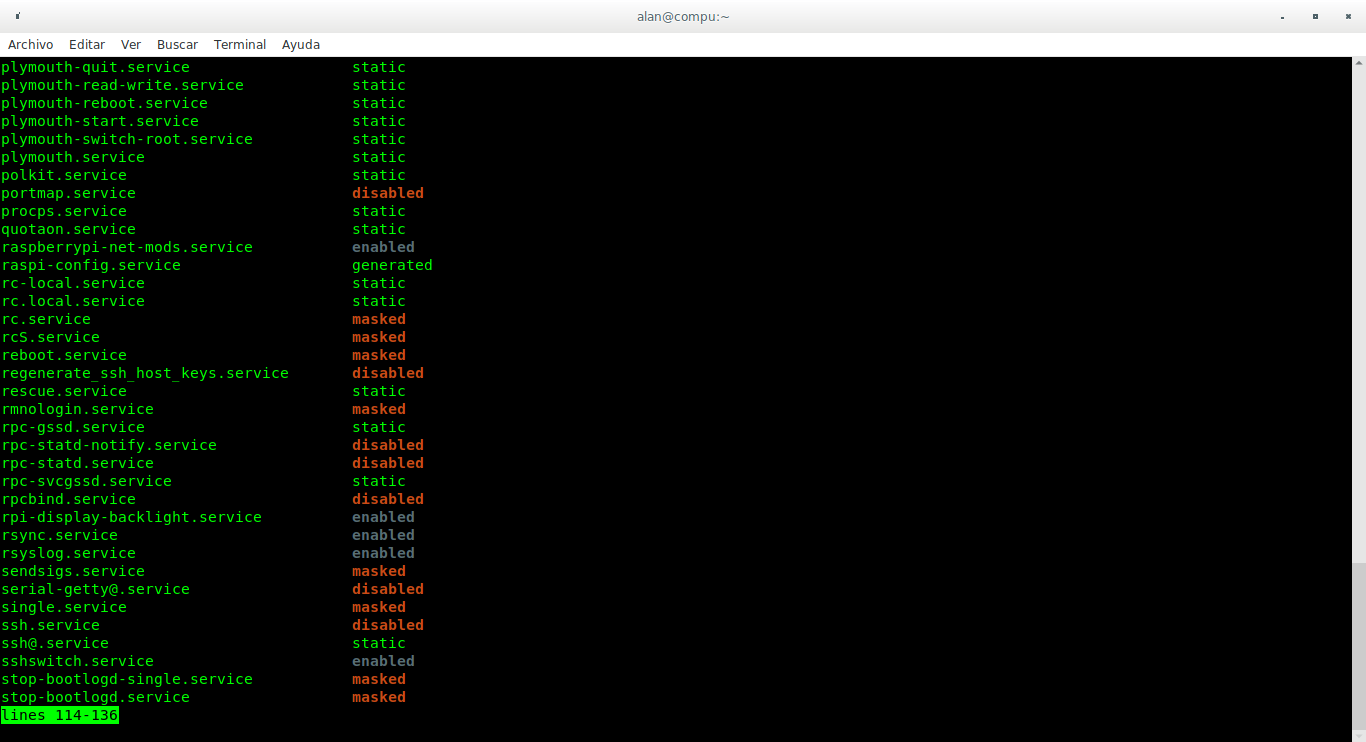 alan@compu:~
Archivo Editar Ver Buscar Terminal Ayuda
plymouth-quit.service static
plymouth-read-write.service static
plymouth-reboot.service static
plymouth-start.service static
plymouth-switch-root.service static
plymouth.service static
polkit.service static
portmap.service disabled
procps.service static
quotaon.service static
raspberrypi-net-mods.service enabled
raspi-config.service generated
rc-local.service static
rc.local.service static
rc.service masked
rcS.service masked
reboot.service masked
regenerate_ssh_host_keys.service disabled
rescue.service static
rmnologin.service masked
rpc-gssd.service static
rpc-statd-notify.service disabled
rpc-statd.service disabled
rpc-svcgssd.service static
rpcbind.service disabled
rpi-display-backlight.service enabled
rsync.service enabled
rsyslog.service enabled
sendsigs.service masked
serial-getty@.service disabled
single.service masked
ssh.service disabled
ssh@.service static
sshswitch.service enabled
stop-bootlogd-single.service masked
stop-bootlogd.service masked
lines 114-136